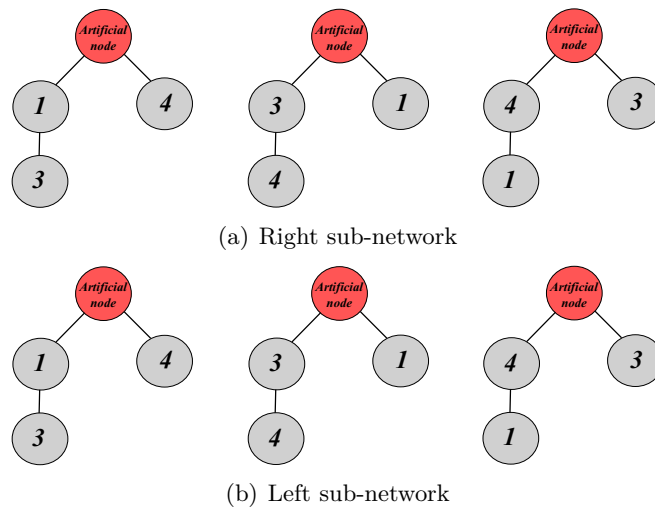 Artificial node
Artificial node
Artificial node
1 4 3 1 4 3
3 4 1
(a) Right sub-network
Artificial node
Artificial node
Artificial node
1 4 3 1 4 3
3 4 1
(b) Left sub-network